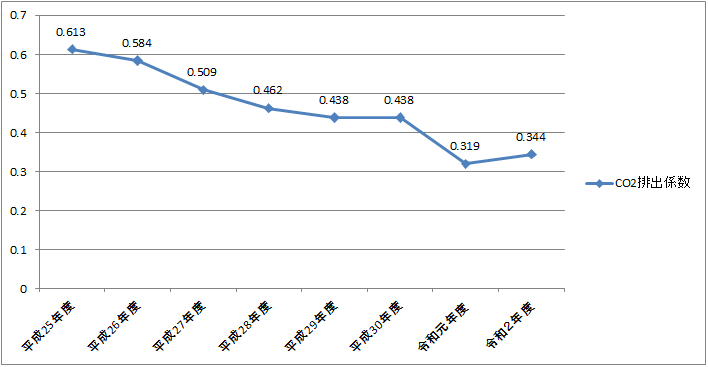 0.7
0.6
0.5
0.4
0.3
0.2
0.1
0
0.613
0.584
0.509
0.462
0.438
0.438
0.319
0.344
平成25年度
平成26年度
平成27年度
平成28年度
平成29年度
平成30年度
令和元年度
令和2年度
CO2排出係数